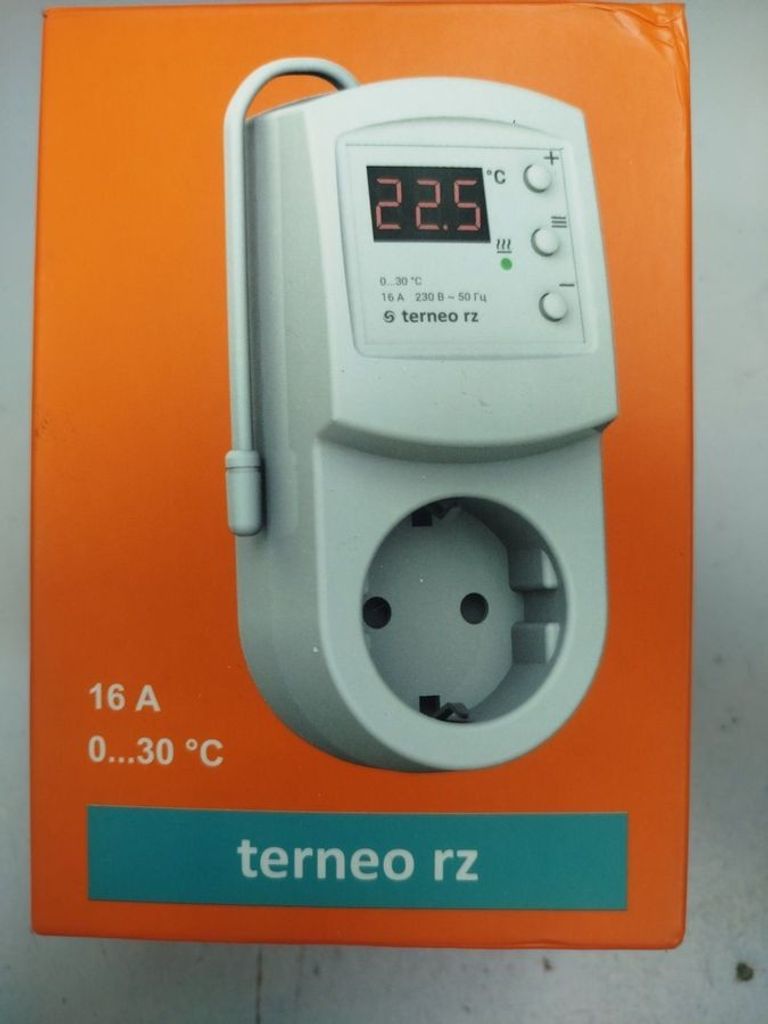 +
22.5 °C
0...30 °C
16 А 230 В ~ 50 Гц
terneo rz
−
16 A
0...30 °C
terneo rz